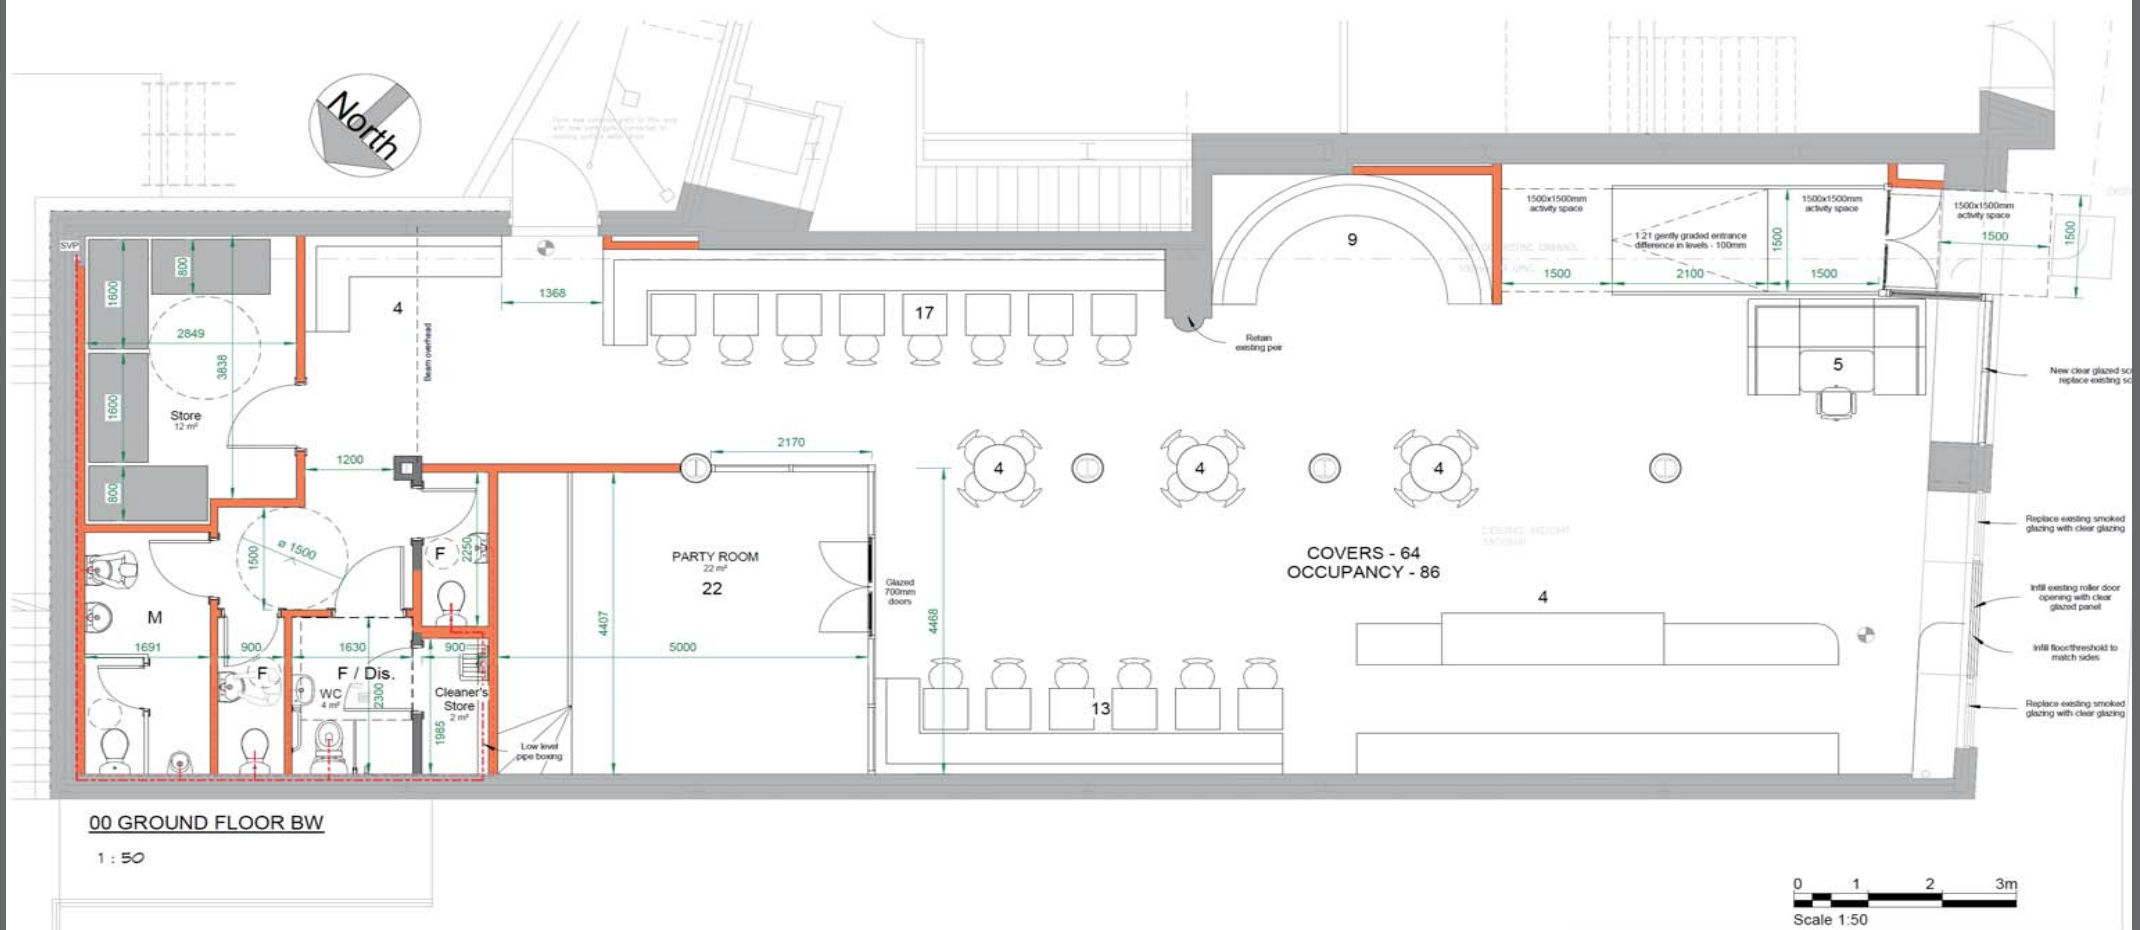 North
SVP
800
1600
2849
3838
1600
Store
12 m²
800
4
Beam overhead
1368
17
Retain
existing peir
9
1500x1500mm
activity space
1:21 gently graded entrance
difference in levels - 100mm
1500
2100
1500
1500x1500mm
activity space
1500
1500x1500mm
activity space
1500
1500
5
New clear glazed
replace existing
1200
2170
4
4
4
1500
ø 1500
F
2250
PARTY ROOM
22 m²
22
Glazed
700mm
doors
4407
5000
4468
CEILING HEIGHT
COVERS - 64
OCCUPANCY - 86
4
Replace existing smoked
glazing with clear glazing
Infill existing roller door
opening with clear
glazed panel
Infill floor/threshold to
match sides
Replace existing smoked
glazing with clear glazing
M
1691
900
F
1630
F / Dis.
WC
4 m²
2300
900
Cleaner's
Store
2 m²
1985
Low level
pipe boxing
13
00 GROUND FLOOR BW
1 : 50
0 1 2 3m
Scale 1:50